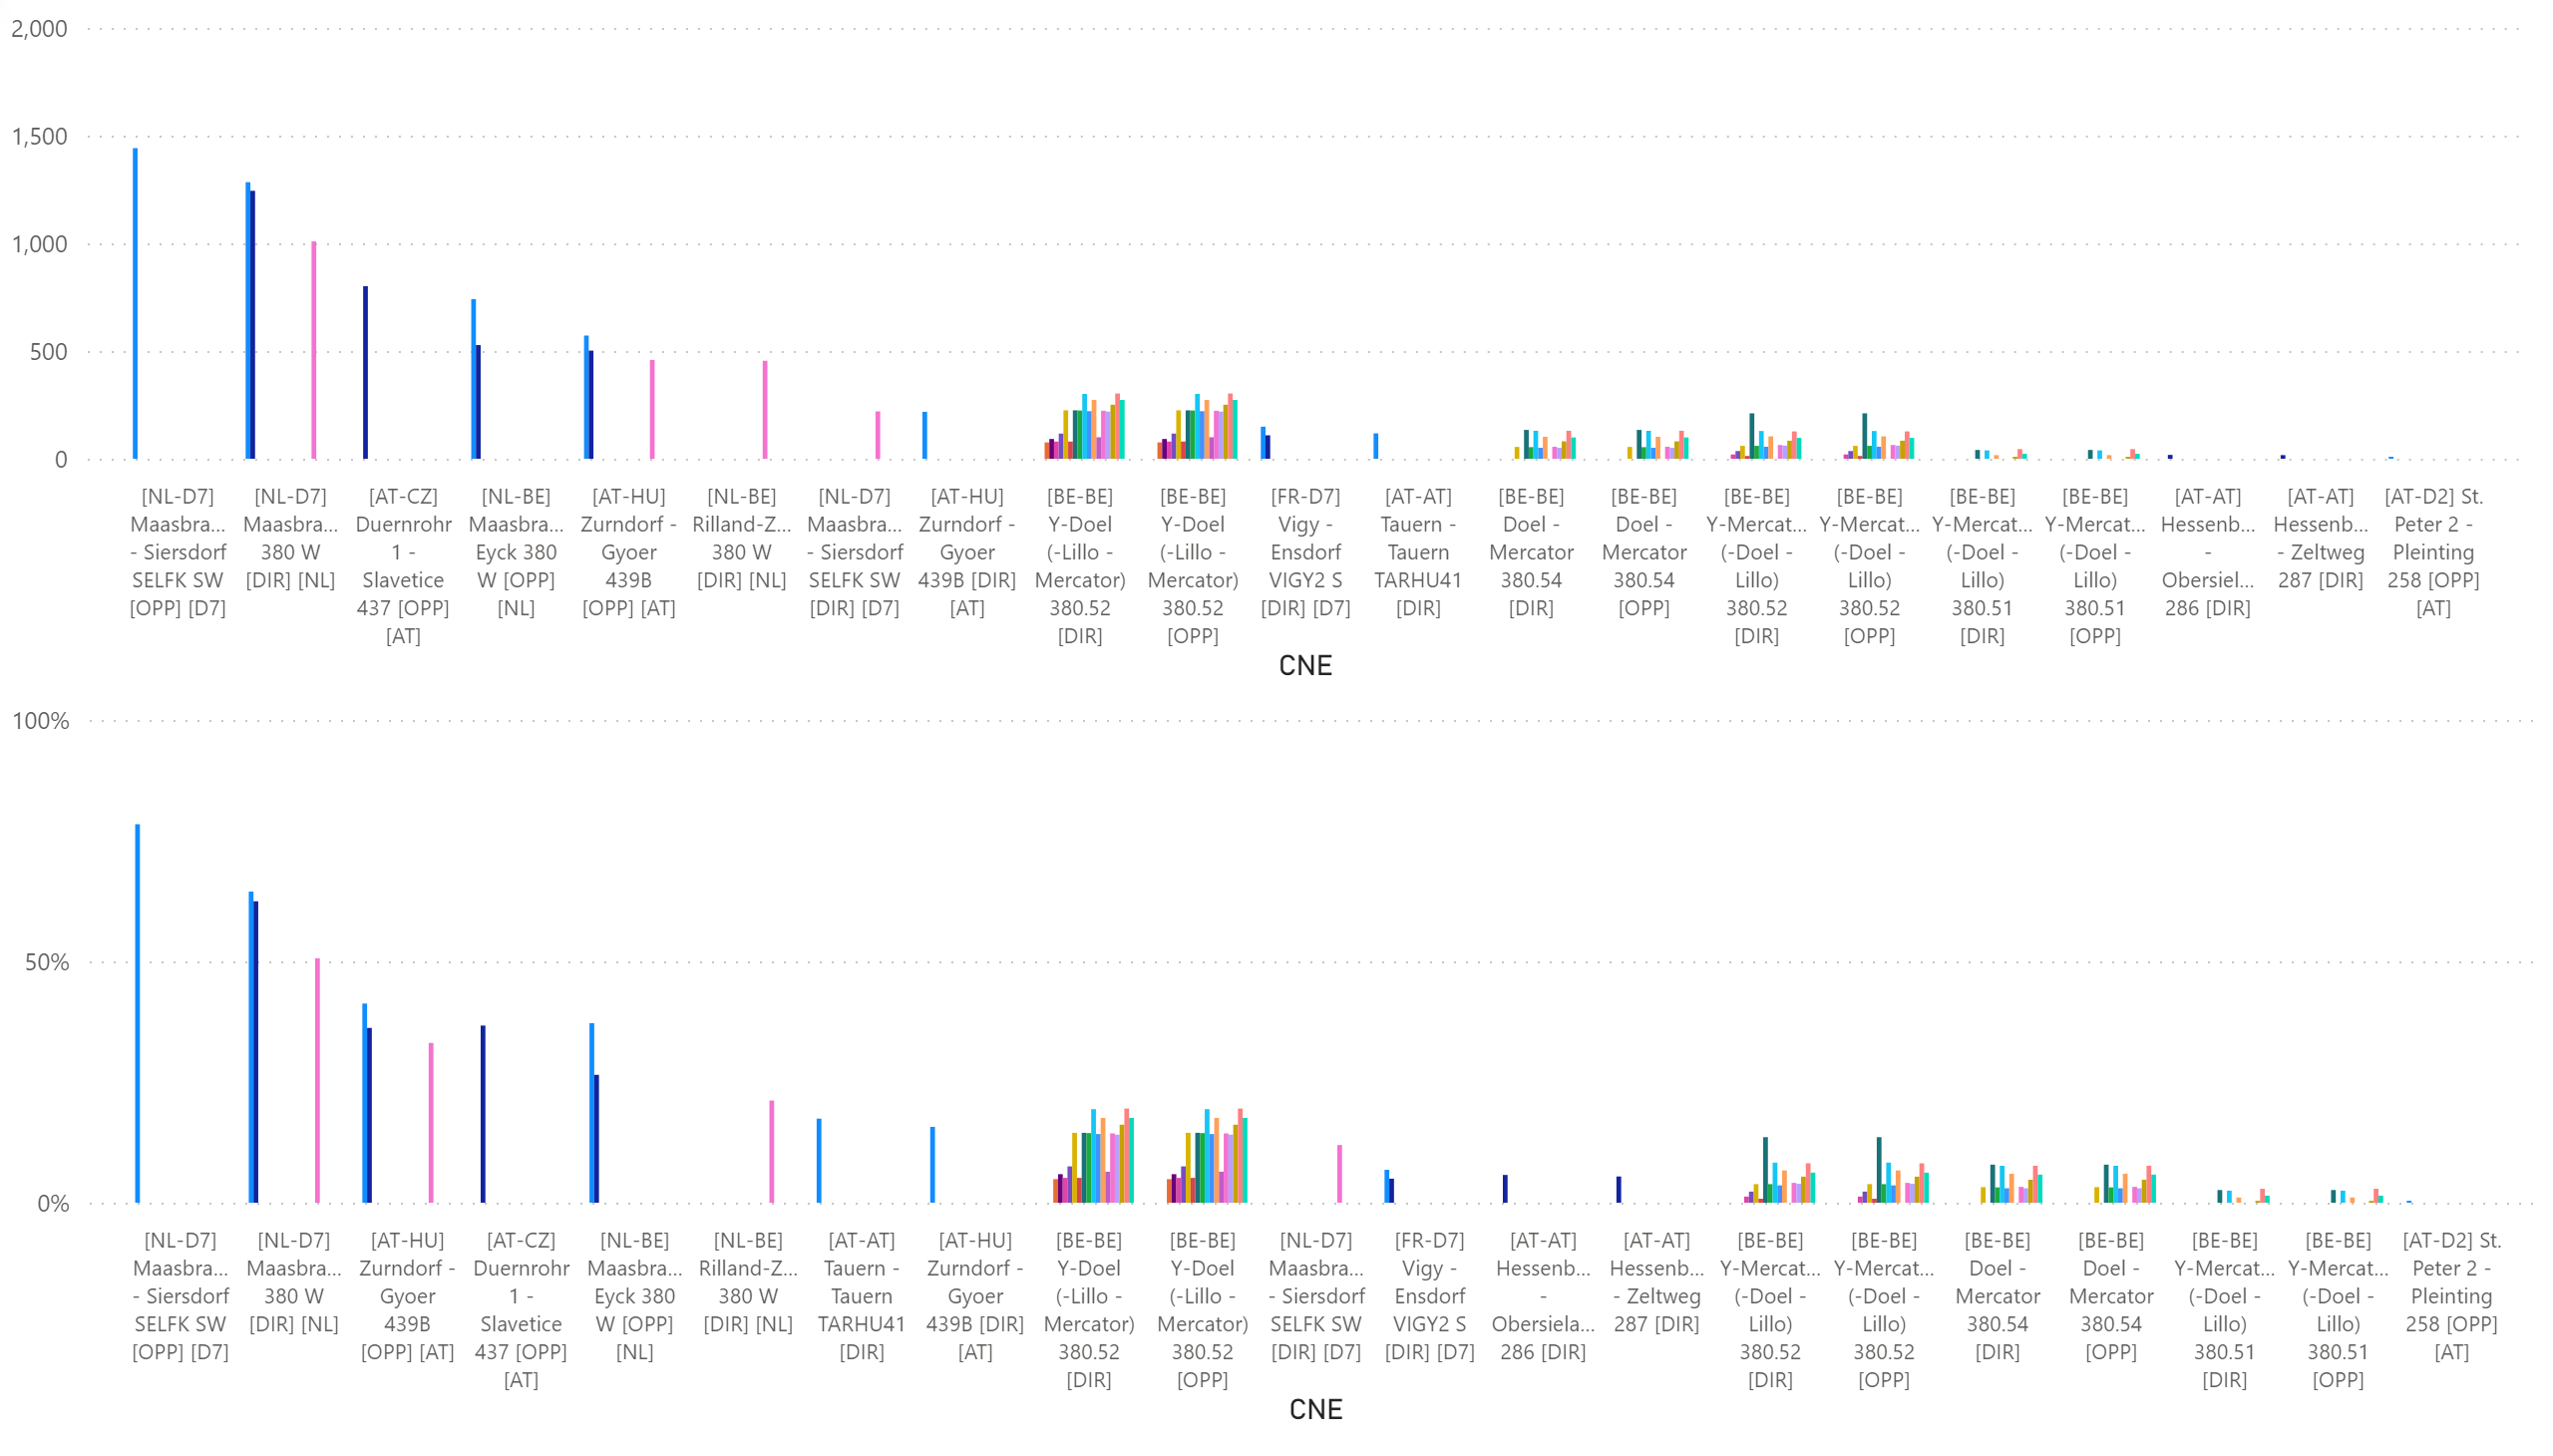 2,000
1,500
1,000
500
0
[NL-D7] Maasbra... - Siersdorf SELFK SW [OPP] [D7]
[NL-D7] Maasbra... 380 W [DIR] [NL]
[AT-CZ] Duernrohr 1 - Slavetice 437 [OPP] [AT]
[NL-BE] Maasbra... Eyck 380 W [OPP] [NL]
[AT-HU] Zurndorf - Gyoer 439B [OPP] [AT]
[NL-BE] Rilland-Z... 380 W [DIR] [NL]
[NL-D7] Maasbra... - Siersdorf SELFK SW [DIR] [D7]
[AT-HU] Zurndorf - Gyoer 439B [DIR] [AT]
[BE-BE] Y-Doel (-Lillo - Mercator) 380.52 [DIR]
[BE-BE] Y-Doel (-Lillo - Mercator) 380.52 [OPP]
[FR-D7] Vigy - Ensdorf VIGY2 S [DIR] [D7]
[AT-AT] Tauern - Tauern TARHU41 [DIR]
[BE-BE] Doel - Mercator 380.54 [DIR]
[BE-BE] Doel - Mercator 380.54 [OPP]
[BE-BE] Y-Mercat... (-Doel - Lillo) 380.52 [DIR]
[BE-BE] Y-Mercat... (-Doel - Lillo) 380.52 [OPP]
[BE-BE] Y-Mercat... (-Doel - Lillo) 380.51 [DIR]
[BE-BE] Y-Mercat... (-Doel - Lillo) 380.51 [OPP]
[AT-AT] Hessenb... - Obersiel... 286 [DIR]
[AT-AT] Hessenb... - Zeltweg 287 [DIR]
[AT-D2] St. Peter 2 - Pleinting 258 [OPP] [AT]
CNE
100%
50%
0%
[NL-D7] Maasbra... - Siersdorf SELFK SW [OPP] [D7]
[NL-D7] Maasbra... 380 W [DIR] [NL]
[AT-HU] Zurndorf - Gyoer 439B [OPP] [AT]
[AT-CZ] Duernrohr 1 - Slavetice 437 [OPP] [AT]
[NL-BE] Maasbra... Eyck 380 W [OPP] [NL]
[NL-BE] Rilland-Z... 380 W [DIR] [NL]
[AT-AT] Tauern - Tauern TARHU41 [DIR]
[AT-HU] Zurndorf - Gyoer 439B [DIR] [AT]
[BE-BE] Y-Doel (-Lillo - Mercator) 380.52 [DIR]
[BE-BE] Y-Doel (-Lillo - Mercator) 380.52 [OPP]
[NL-D7] Maasbra... - Siersdorf SELFK SW [DIR] [D7]
[FR-D7] Vigy - Ensdorf VIGY2 S [DIR] [D7]
[AT-AT] Hessenb... - Obersiela... 286 [DIR]
[AT-AT] Hessenb... - Zeltweg 287 [DIR]
[BE-BE] Y-Mercat... (-Doel - Lillo) 380.52 [DIR]
[BE-BE] Y-Mercat... (-Doel - Lillo) 380.52 [OPP]
[BE-BE] Doel - Mercator 380.54 [DIR]
[BE-BE] Doel - Mercator 380.54 [OPP]
[BE-BE] Y-Mercat... (-Doel - Lillo) 380.51 [DIR]
[BE-BE] Y-Mercat... (-Doel - Lillo) 380.51 [OPP]
[AT-D2] St. Peter 2 - Pleinting 258 [OPP] [AT]
CNE